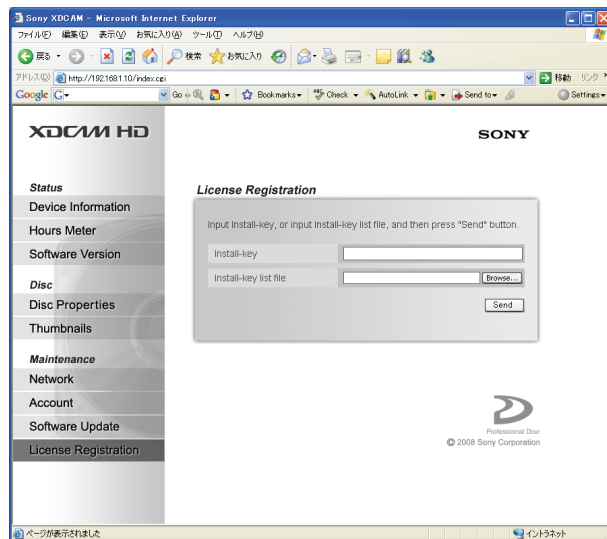 Sony XDCAM - Microsoft Internet Explorer
ファイル(F) 編集(E) 表示(V) お気に入り(A) ツール(T) ヘルプ(H)
戻る 検索 お気に入り
アドレス(D) http://192.168.1.10/index.cgi 移動 リンク
Google G Go Bookmarks Check AutoLink Send to Settings
XDCAM HD
SONY
Status
Device Information
Hours Meter
Software Version
Disc
Disc Properties
Thumbnails
Maintenance
Network
Account
Software Update
License Registration
License Registration
Input Install-key, or input Install-key list file, and then press "Send" button.
Install-key
Install-key list file Browse...
Send
Professional Disc
© 2008 Sony Corporation
ページが表示されました イントラネット